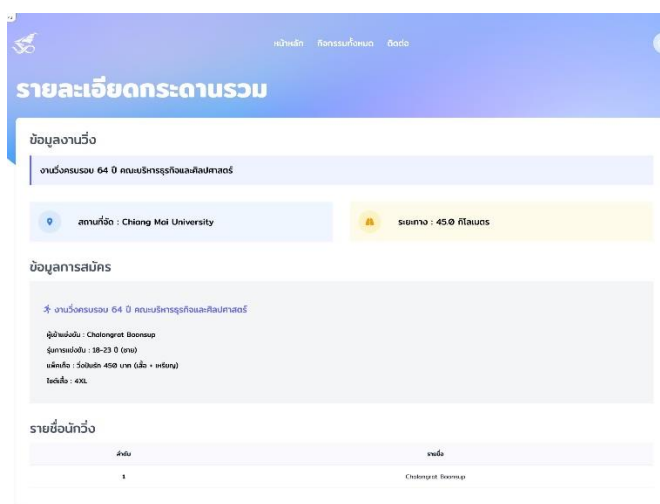 หน้าหลัก กิจกรรมทั้งหมด ติดต่อ
รายละเอียดกระดานรวม
ข้อมูลงานวิ่ง
งานวิ่งครบรอบ 64 ปี คณะบริหารธุรกิจและศิลปศาสตร์
สถานที่จัด : Chiang Mai University
ระยะทาง : 45.0 กิโลเมตร
ข้อมูลการสมัคร
งานวิ่งครบรอบ 64 ปี คณะบริหารธุรกิจและศิลปศาสตร์
ผู้เข้าแข่งขัน : Chalongrat Boonsup
รุ่นการแข่งขัน : 18-23 ปี (ชาย)
แพ็คเกจ : วิ่งปันรัก 450 บาท (เสื้อ + เหรียญ)
ไซต์เสื้อ : 4XL
รายชื่อนักวิ่ง
ลำดับ รายชื่อ
1 Chalongrat Boonsup